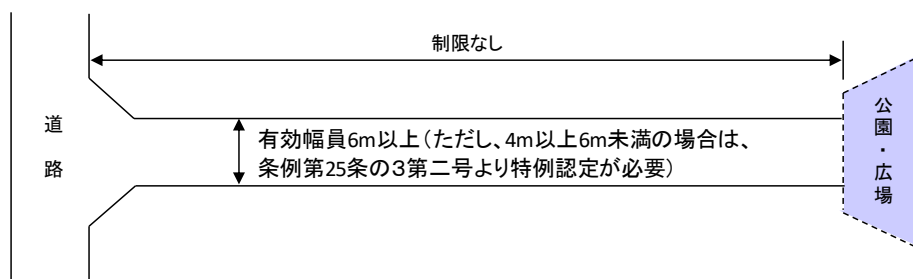 制限なし
道路
有効幅員6m以上（ただし、4m以上6m未満の場合は、
条例第25条の3第二号より特例認定が必要）
公園・広場